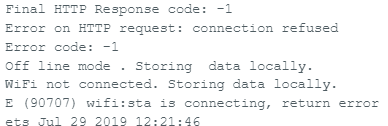 Final HTTP Response code: -1
Error on HTTP request: connection refused
Error code: -1
Off line mode . Storing  data locally.
WiFi not connected. Storing data locally.
E (90707) wifi:sta is connecting, return error
ets Jul 29 2019 12:21:46